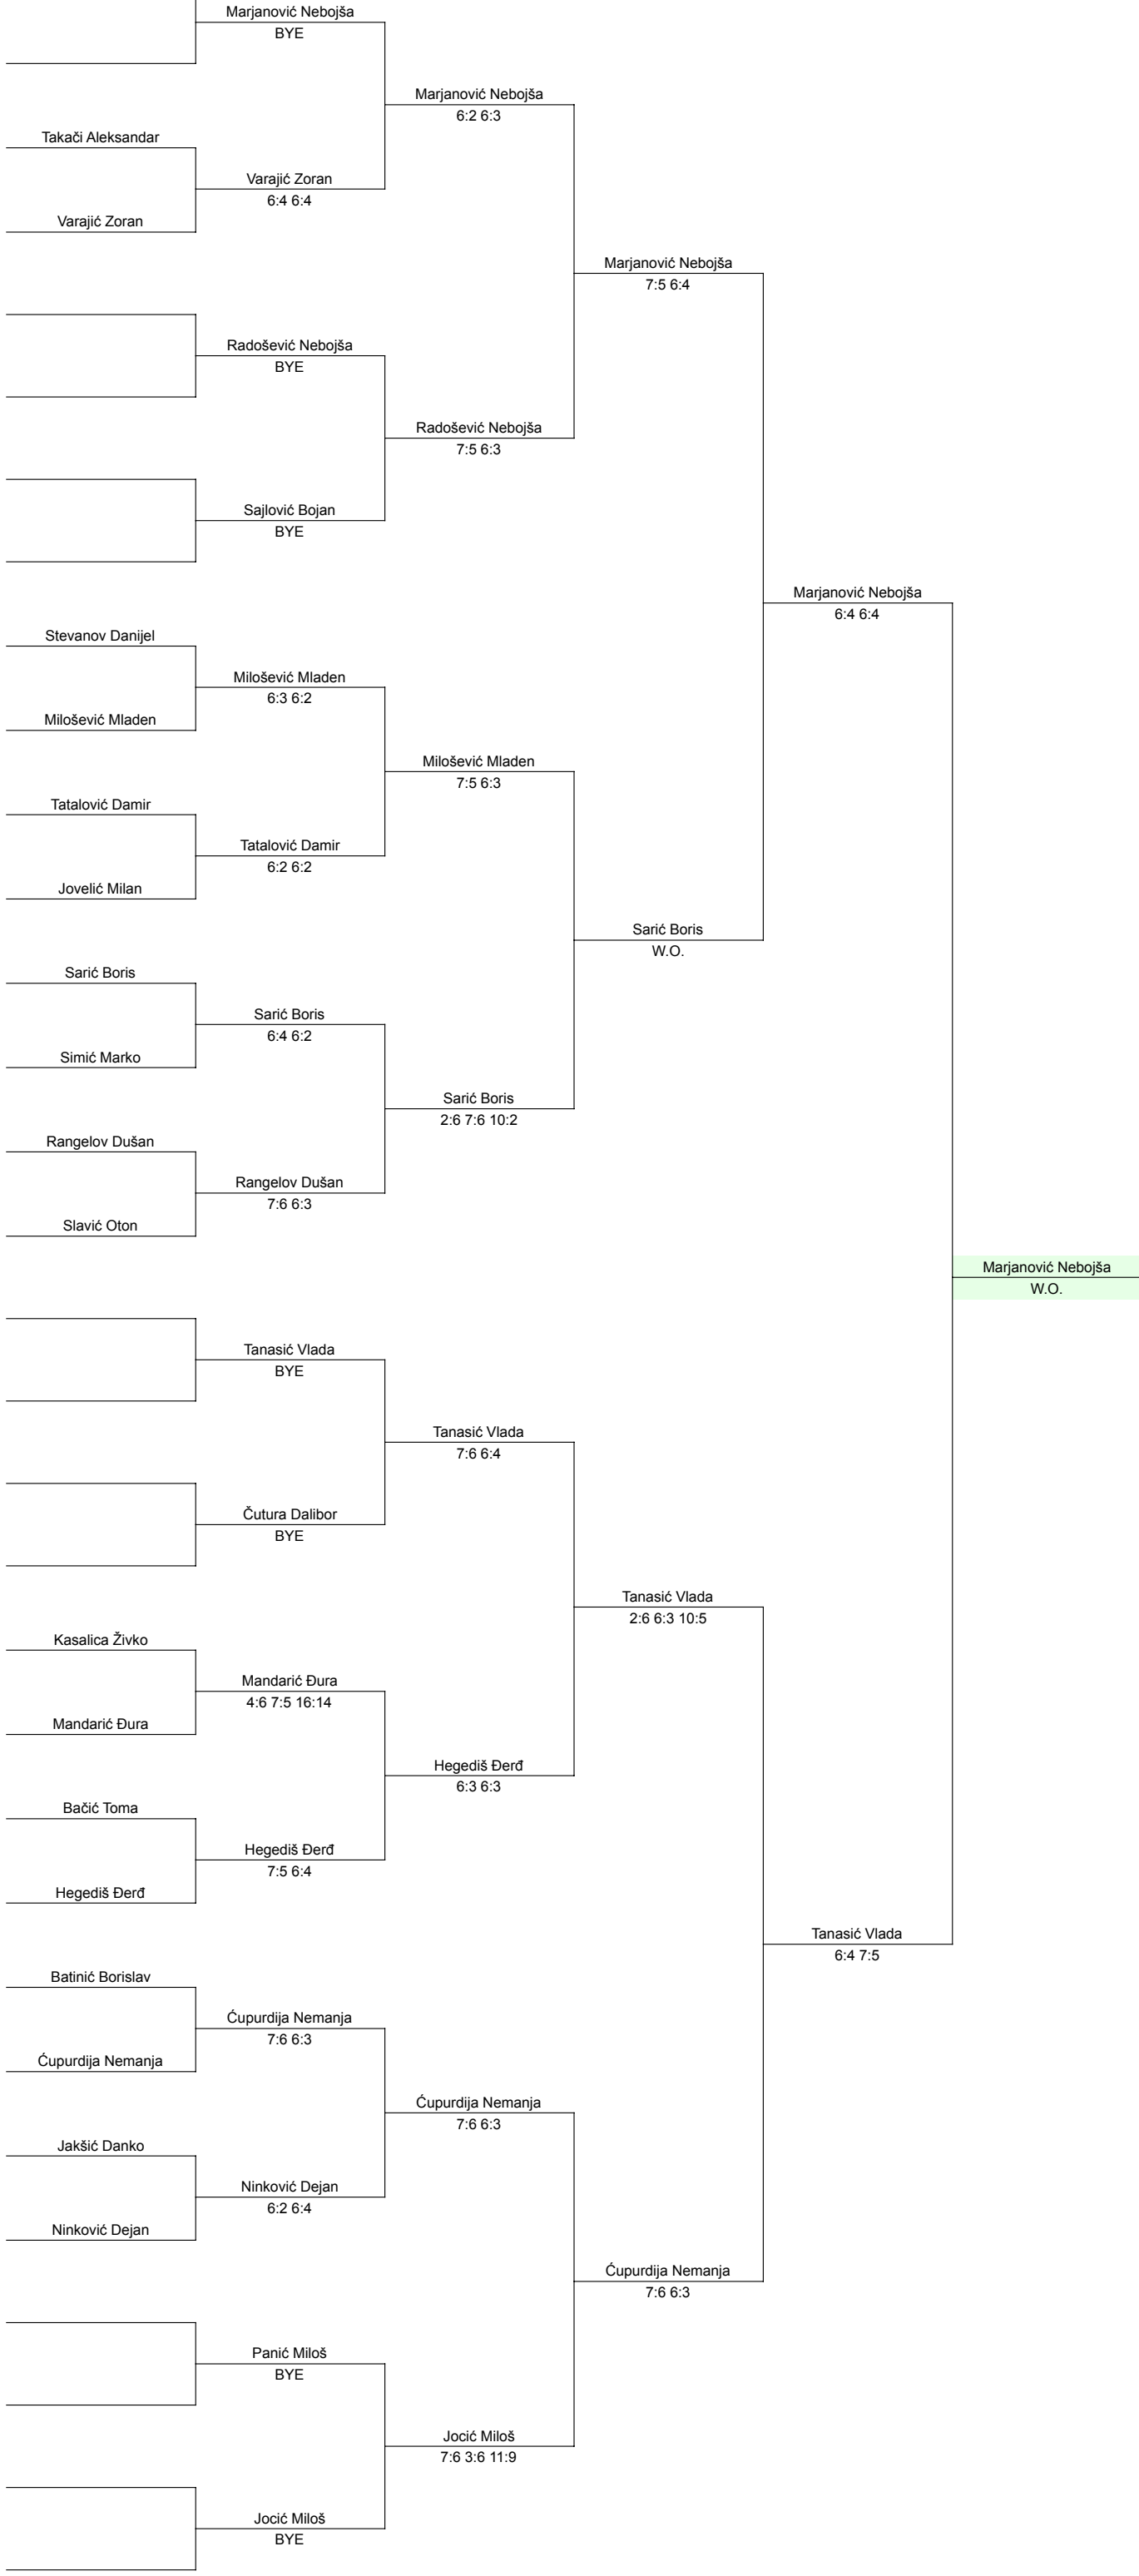 Marjanović Nebojša
BYE
Marjanović Nebojša
6:2 6:3
Takači Aleksandar
Varajić Zoran
6:4 6:4
Varajić Zoran
Marjanović Nebojša
7:5 6:4
Radošević Nebojša
BYE
Radošević Nebojša
7:5 6:3
Sajlović Bojan
BYE
Marjanović Nebojša
6:4 6:4
Stevanov Danijel
Milošević Mladen
6:3 6:2
Milošević Mladen
Milošević Mladen
7:5 6:3
Tatalović Damir
Tatalović Damir
6:2 6:2
Jovelić Milan
Sarić Boris
W.O.
Sarić Boris
Sarić Boris
6:4 6:2
Simić Marko
Sarić Boris
2:6 7:6 10:2
Rangelov Dušan
Rangelov Dušan
7:6 6:3
Slavić Oton
Marjanović Nebojša
W.O.
Tanasić Vlada
BYE
Tanasić Vlada
7:6 6:4
Čutura Dalibor
BYE
Tanasić Vlada
2:6 6:3 10:5
Kasalica Živko
Mandarić Đura
4:6 7:5 16:14
Mandarić Đura
Hegediš Đerđ
6:3 6:3
Bačić Toma
Hegediš Đerđ
7:5 6:4
Hegediš Đerđ
Tanasić Vlada
6:4 7:5
Batinić Borislav
Ćupurdija Nemanja
7:6 6:3
Ćupurdija Nemanja
Ćupurdija Nemanja
7:6 6:3
Jakšić Danko
Ninković Dejan
6:2 6:4
Ninković Dejan
Ćupurdija Nemanja
7:6 6:3
Panić Miloš
BYE
Jocić Miloš
7:6 3:6 11:9
Jocić Miloš
BYE